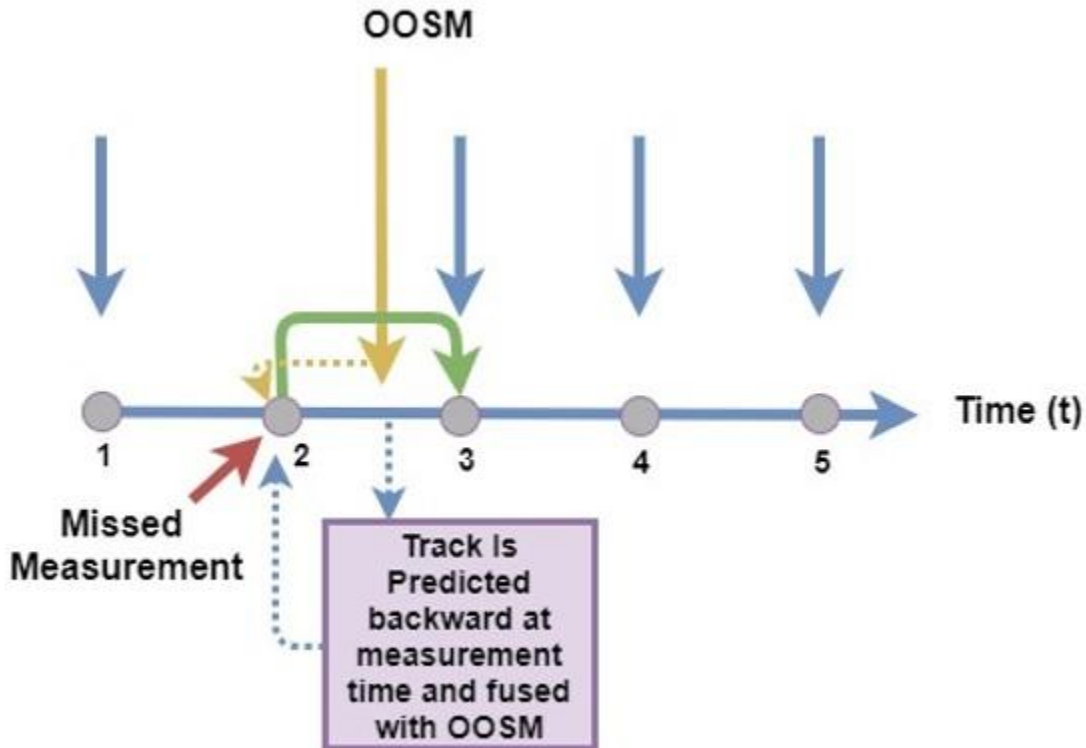 OOSM
Time (t)
1
2
3
4
5
Missed
Measurement
Track Is
Predicted
backward at
measurement
time and fused
with OOSM